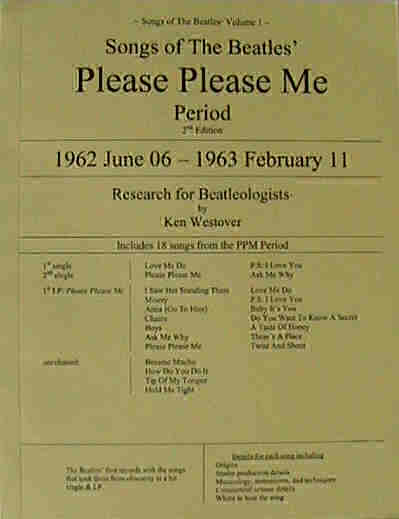 ~ Songs of The Beatles' Volume 1 ~
Songs of The Beatles'
Please Please Me
Period
2nd Edition
1962 June 06 – 1963 February 11
Research for Beatleologists
by
Ken Westover
Includes 18 songs from the PPM Period
1st single Love Me Do P.S. I Love You
2nd single Please Please Me Ask Me Why
1st LP: Please Please Me I Saw Her Standing There Love Me Do
Misery P.S. I Love You
Anna (Go To Him) Baby It's You
Chains Do You Want To Know A Secret
Boys A Taste Of Honey
Ask Me Why There's A Place
Please Please Me Twist And Shout
unreleased: Besame Mucho
How Do You Do It
Tip Of My Tongue
Hold Me Tight
The Beatles' first records with the songs
that took them from obscurity to a hit
single & LP.
Details for each song including
Origins
Studio production details
Musicology, instruments, and techniques
Commercial release details
Where to hear the song